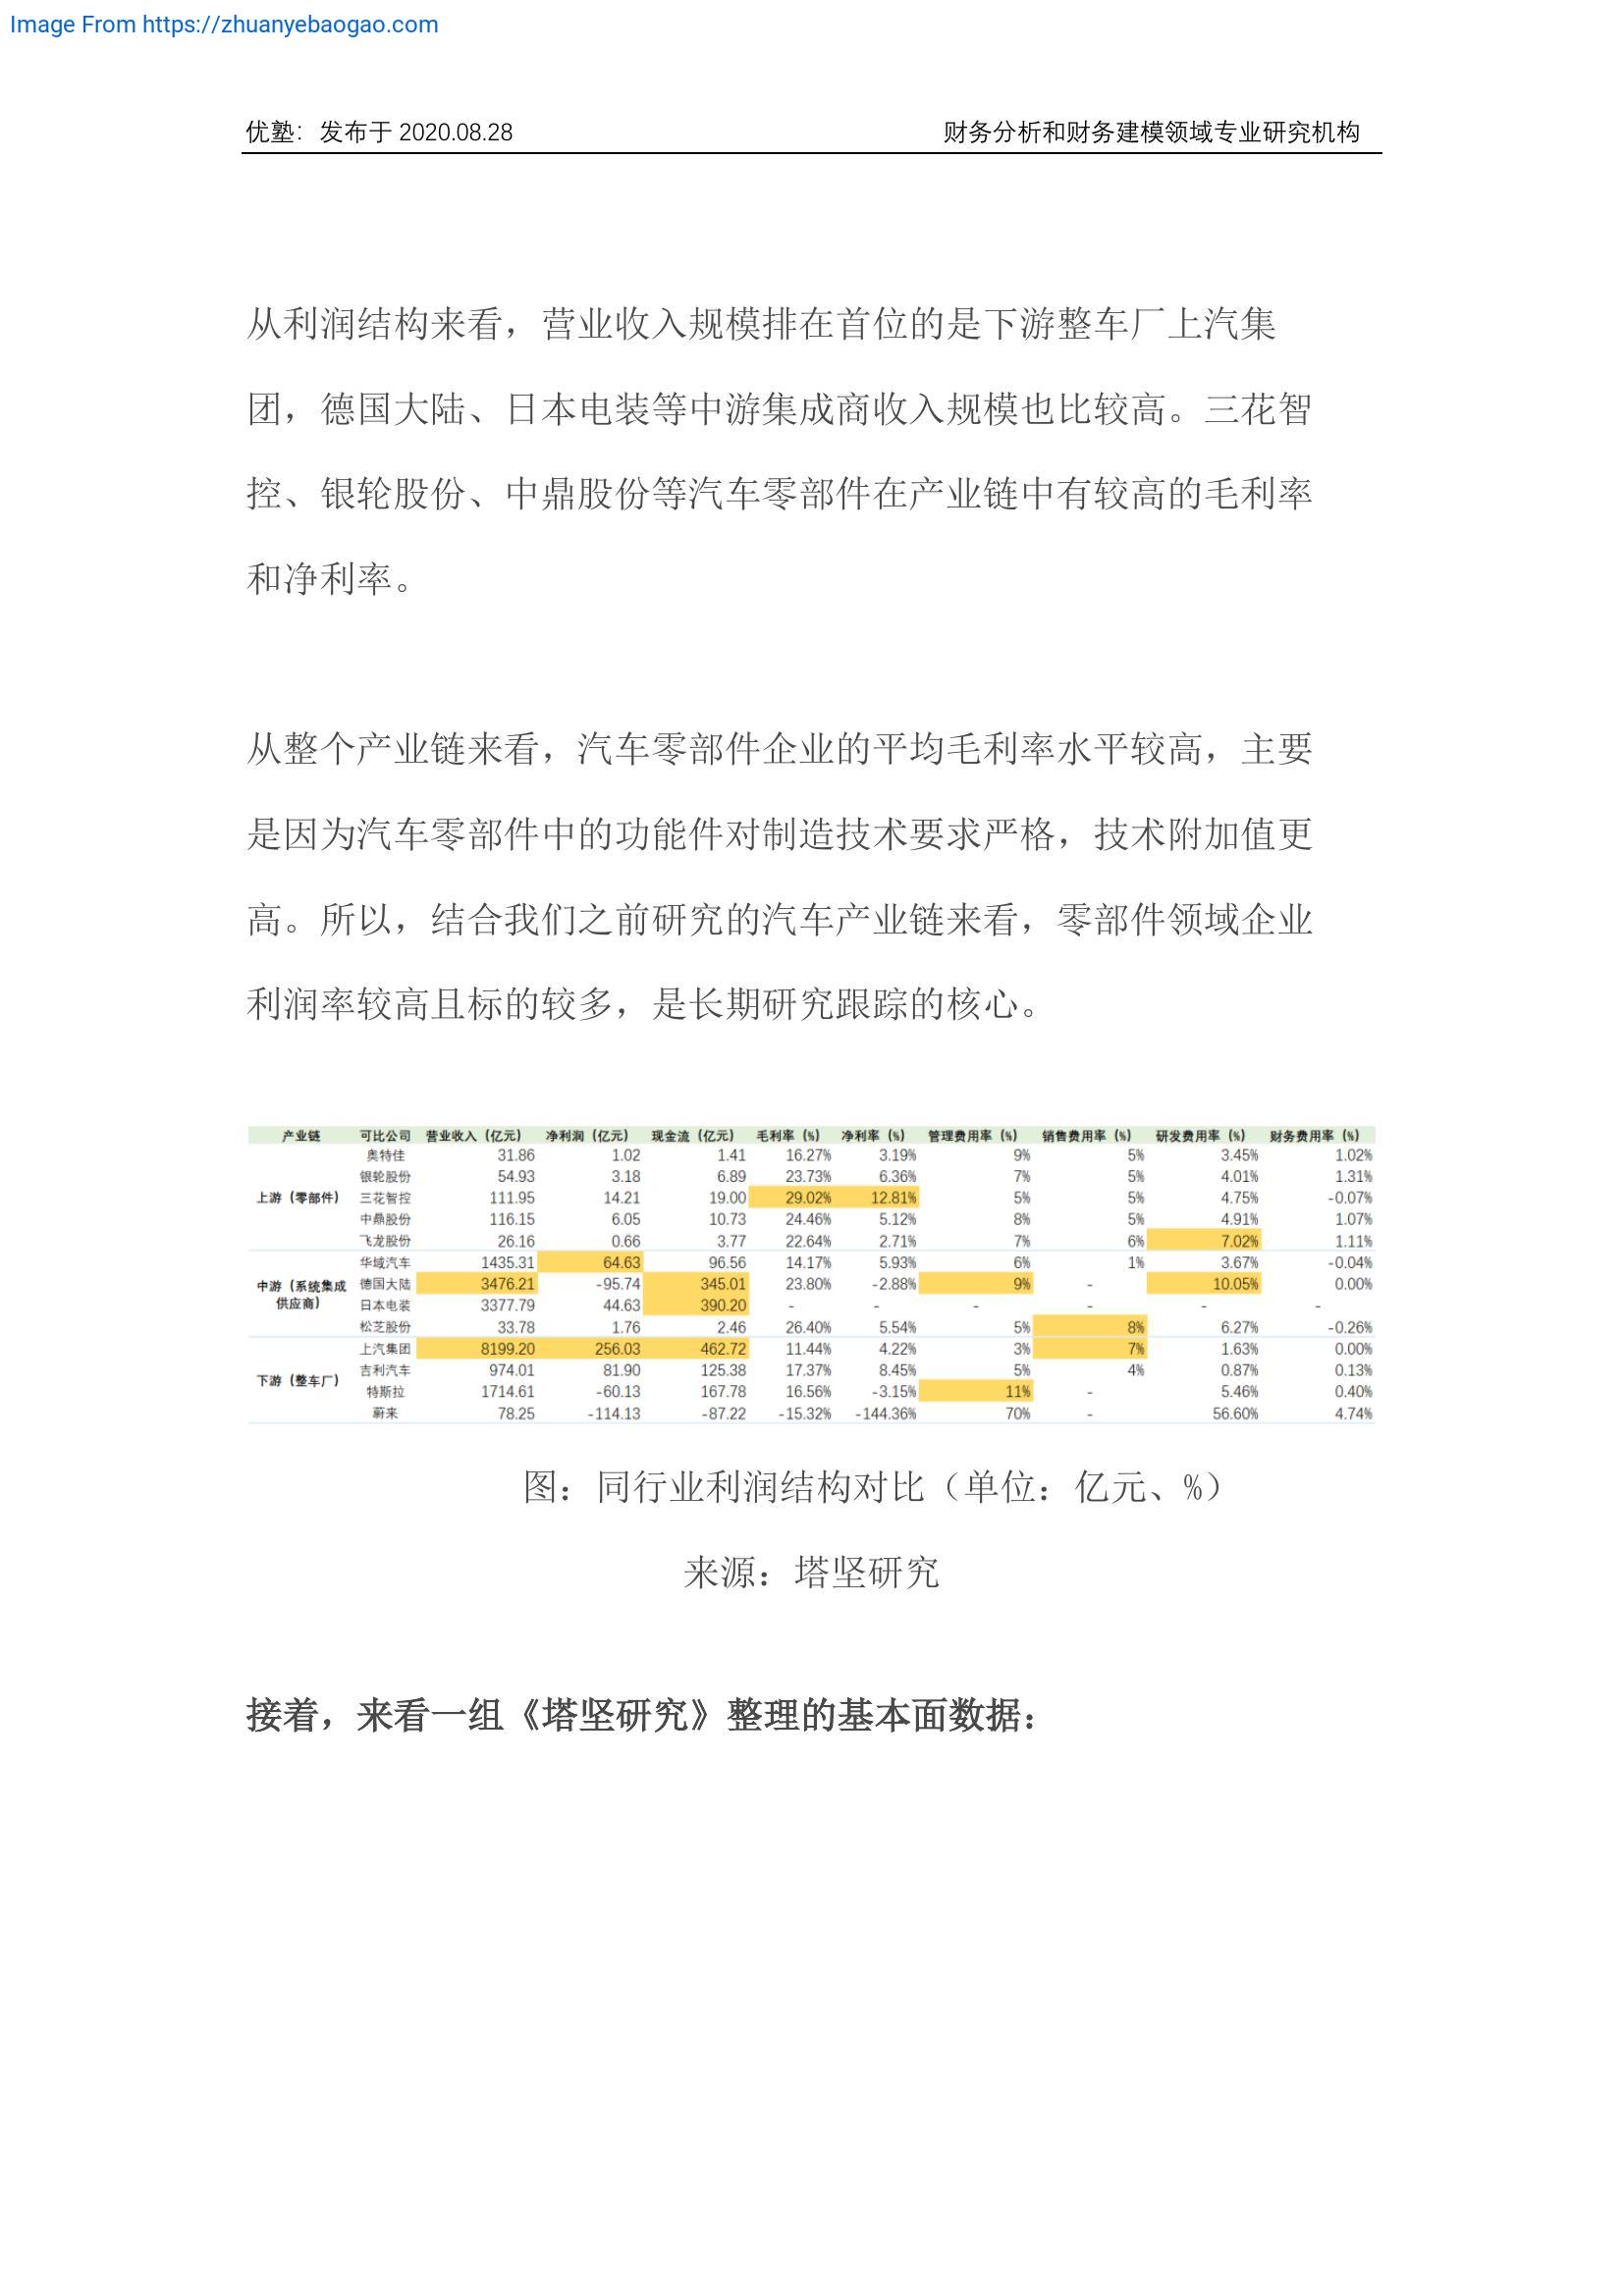 Image From https://zhuanyebaogao.com
优塾：发布于 2020.08.28 财务分析和财务建模领域专业研究机构
从利润结构来看，营业收入规模排在首位的是下游整车厂上汽集
团，德国大陆、日本电装等中游集成商收入规模也比较高。三花智
控、银轮股份、中鼎股份等汽车零部件在产业链中有较高的毛利率
和净利率。
从整个产业链来看，汽车零部件企业的平均毛利率水平较高，主要
是因为汽车零部件中的功能件对制造技术要求严格，技术附加值更
高。所以，结合我们之前研究的汽车产业链来看，零部件领域企业
利润率较高且标的较多，是长期研究跟踪的核心。
产业链 可比公司 营业收入（亿元） 净利润（亿元） 现金流（亿元） 毛利率（%） 净利率（%） 管理费用率（%） 销售费用率（%） 研发费用率（%） 财务费用率（%）
奥特佳 31.86 1.02 1.41 16.27% 3.19% 9% 5% 3.45% 1.02%
银轮股份 54.93 3.18 6.89 23.73% 6.36% 7% 5% 4.01% 1.31%
上游（零部件） 三花智控 111.95 14.21 19.00 29.02% 12.81% 5% 5% 4.75% -0.07%
中鼎股份 116.15 6.05 10.73 24.46% 5.12% 8% 5% 4.91% 1.07%
飞龙股份 26.16 0.66 3.77 22.64% 2.71% 7% 6% 7.02% 1.11%
华域汽车 1435.31 64.63 96.56 14.17% 5.93% 6% 1% 3.67% -0.04%
中游（系统集成 德国大陆 3476.21 -95.74 345.01 23.80% -2.88% 9% - 10.05% 0.00%
供应商） 日本电装 3377.79 44.63 390.20 - - - - - -
松芝股份 33.78 1.76 2.46 26.40% 5.54% 5% 8% 6.27% -0.26%
上汽集团 8199.20 256.03 462.72 11.44% 4.22% 3% 7% 1.63% 0.00%
吉利汽车 974.01 81.90 125.38 17.37% 8.45% 5% 4% 0.87% 0.13%
下游（整车厂） 特斯拉 1714.61 -60.13 167.78 16.56% -3.15% 11% - 5.46% 0.40%
蔚来 78.25 -114.13 -87.22 -15.32% -144.36% 70% - 56.60% 4.74%
图：同行业利润结构对比（单位：亿元、%）
来源：塔坚研究
接着，来看一组《塔坚研究》整理的基本面数据：